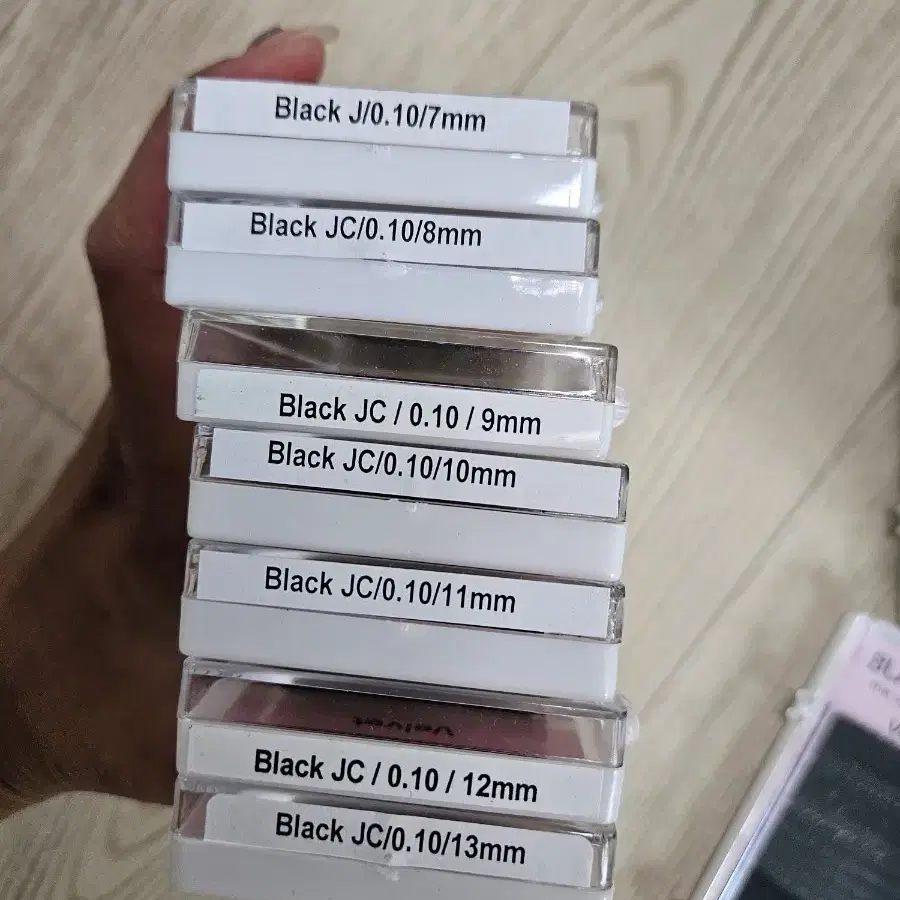 Black J/0.10/7mm
Black JC/0.10/8mm
Black JC / 0.10 / 9mm
Black JC/0.10/10mm
Black JC/0.10/11mm
Velvet
Black JC / 0.10 / 12mm
Black JC/0.10/13mm